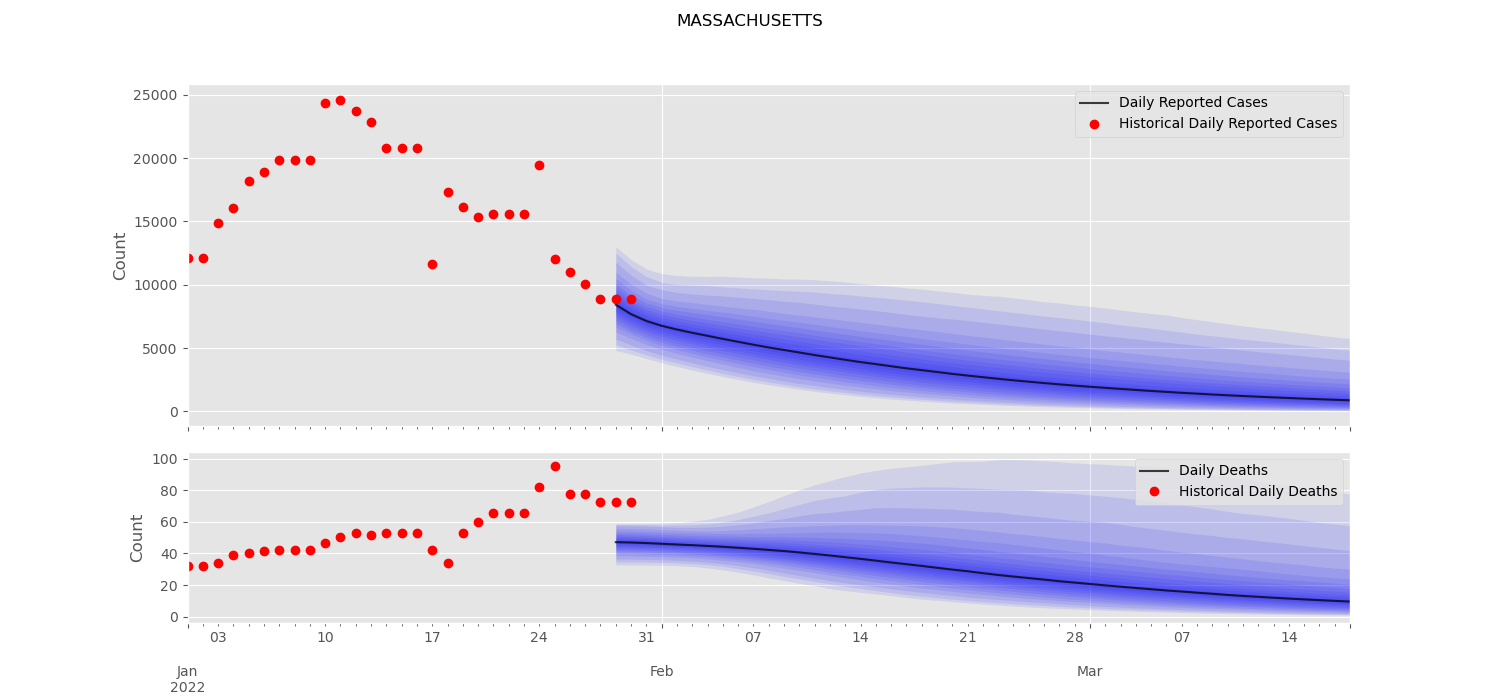 MASSACHUSETTS
25000
20000
15000
10000
5000
0
Count
Daily Reported Cases
Historical Daily Reported Cases
100
80
60
40
20
0
Count
Daily Deaths
Historical Daily Deaths
03 10 17 24 31 07 14 21 28 07 14
Jan Feb Mar
2022